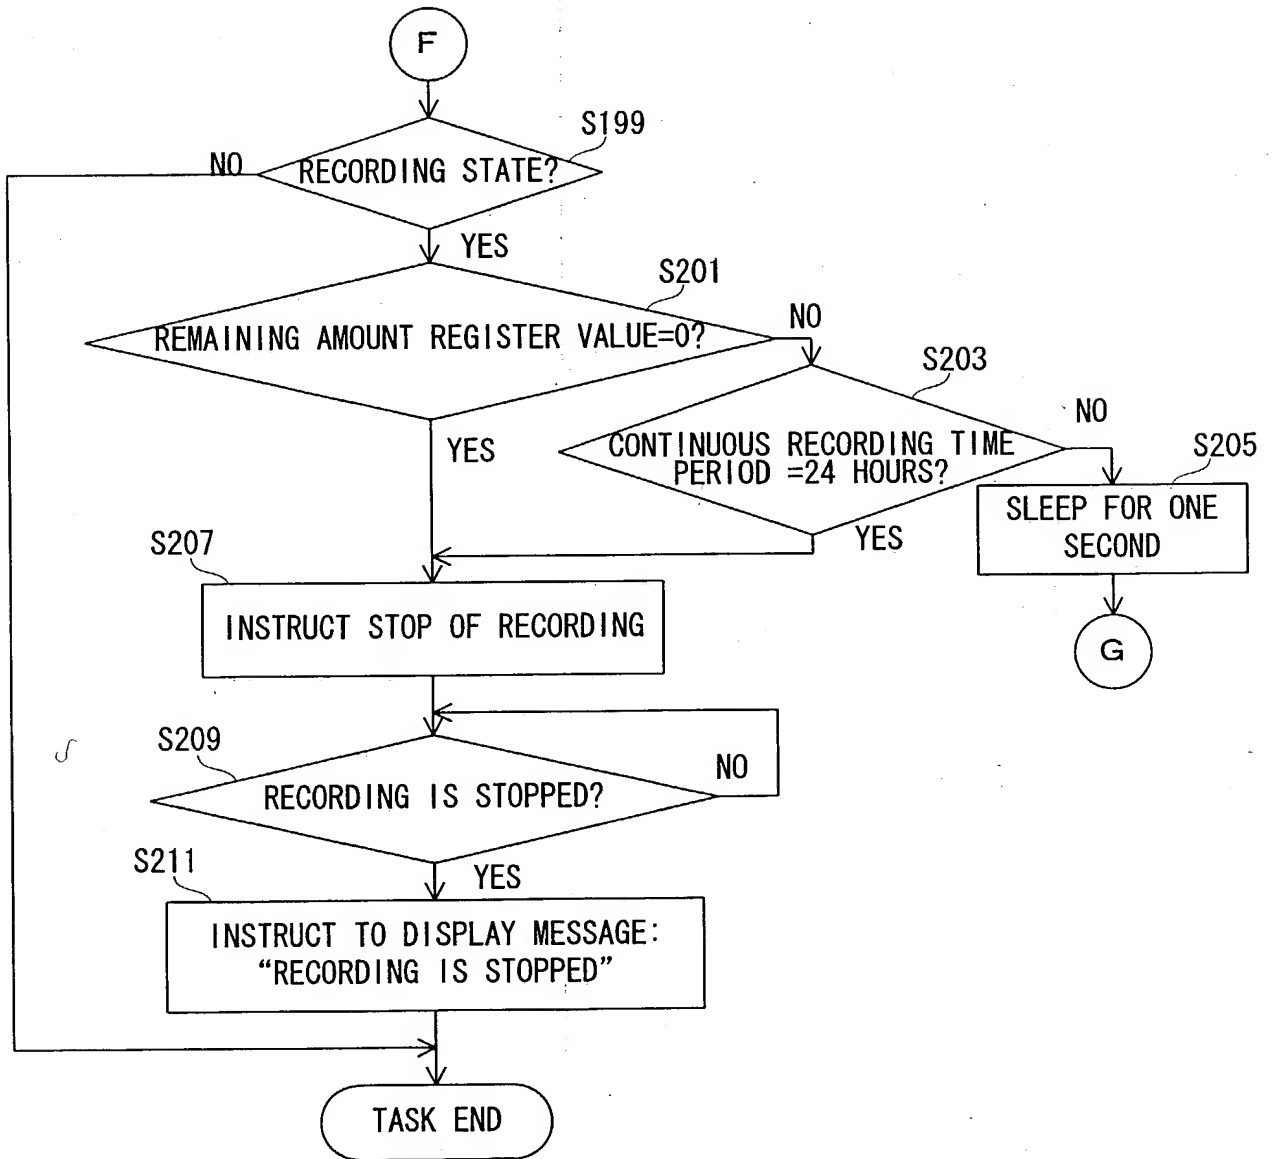 F
S199
NO
RECORDING STATE?
YES
S201
REMAINING AMOUNT REGISTER VALUE=0?
NO
S203
YES
CONTINUOUS RECORDING TIME
PERIOD =24 HOURS?
NO
S205
SLEEP FOR ONE
SECOND
YES
G
S207
INSTRUCT STOP OF RECORDING
S209
RECORDING IS STOPPED?
NO
YES
S211
INSTRUCT TO DISPLAY MESSAGE:
“RECORDING IS STOPPED”
TASK END